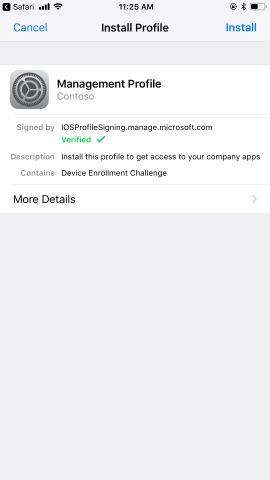 Safari 11:25 AM
Cancel Install Profile Install
Management Profile
Contoso
Signed by IOSProfileSigning.manage.microsoft.com
Verified
Description Install this profile to get access to your company apps
Contains Device Enrollment Challenge
More Details